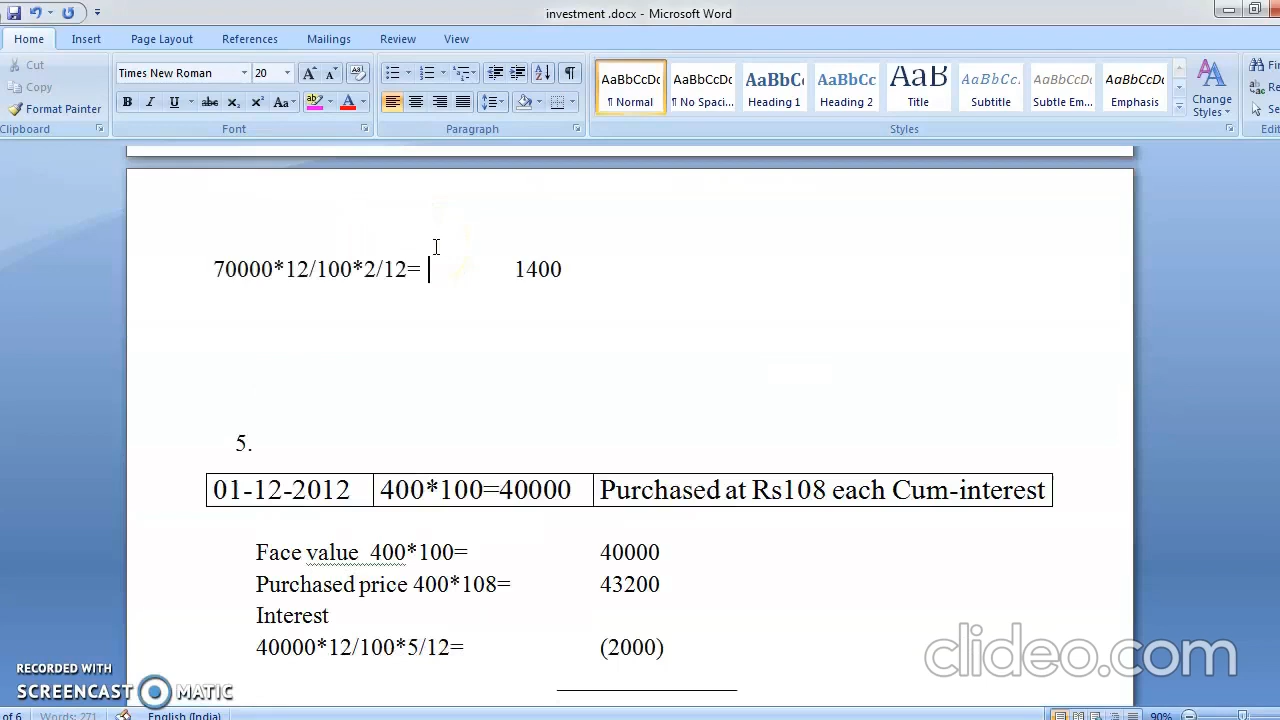 investment .docx - Microsoft Word
Home Insert Page Layout References Mailings Review View
Cut
Copy
Format Painter
Clipboard
Times New Roman 20
Font
Paragraph
AaBbCcDc AaBbCcDc AaBbC AaBbCc AaB AaBbCc. AaBbCcDc AaBbCcDc
¶ Normal ¶ No Spaci... Heading 1 Heading 2 Title Subtitle Subtle Em... Emphasis
Change Styles
Styles
70000*12/100*2/12= 1400
5.
01-12-2012 400*100=40000 Purchased at Rs108 each Cum-interest
Face value 400*100= 40000
Purchased price 400*108= 43200
Interest
40000*12/100*5/12= (2000)
clideo.com
RECORDED WITH
SCREENCAST MATIC
of 6 Words: 271 English (India) 90%